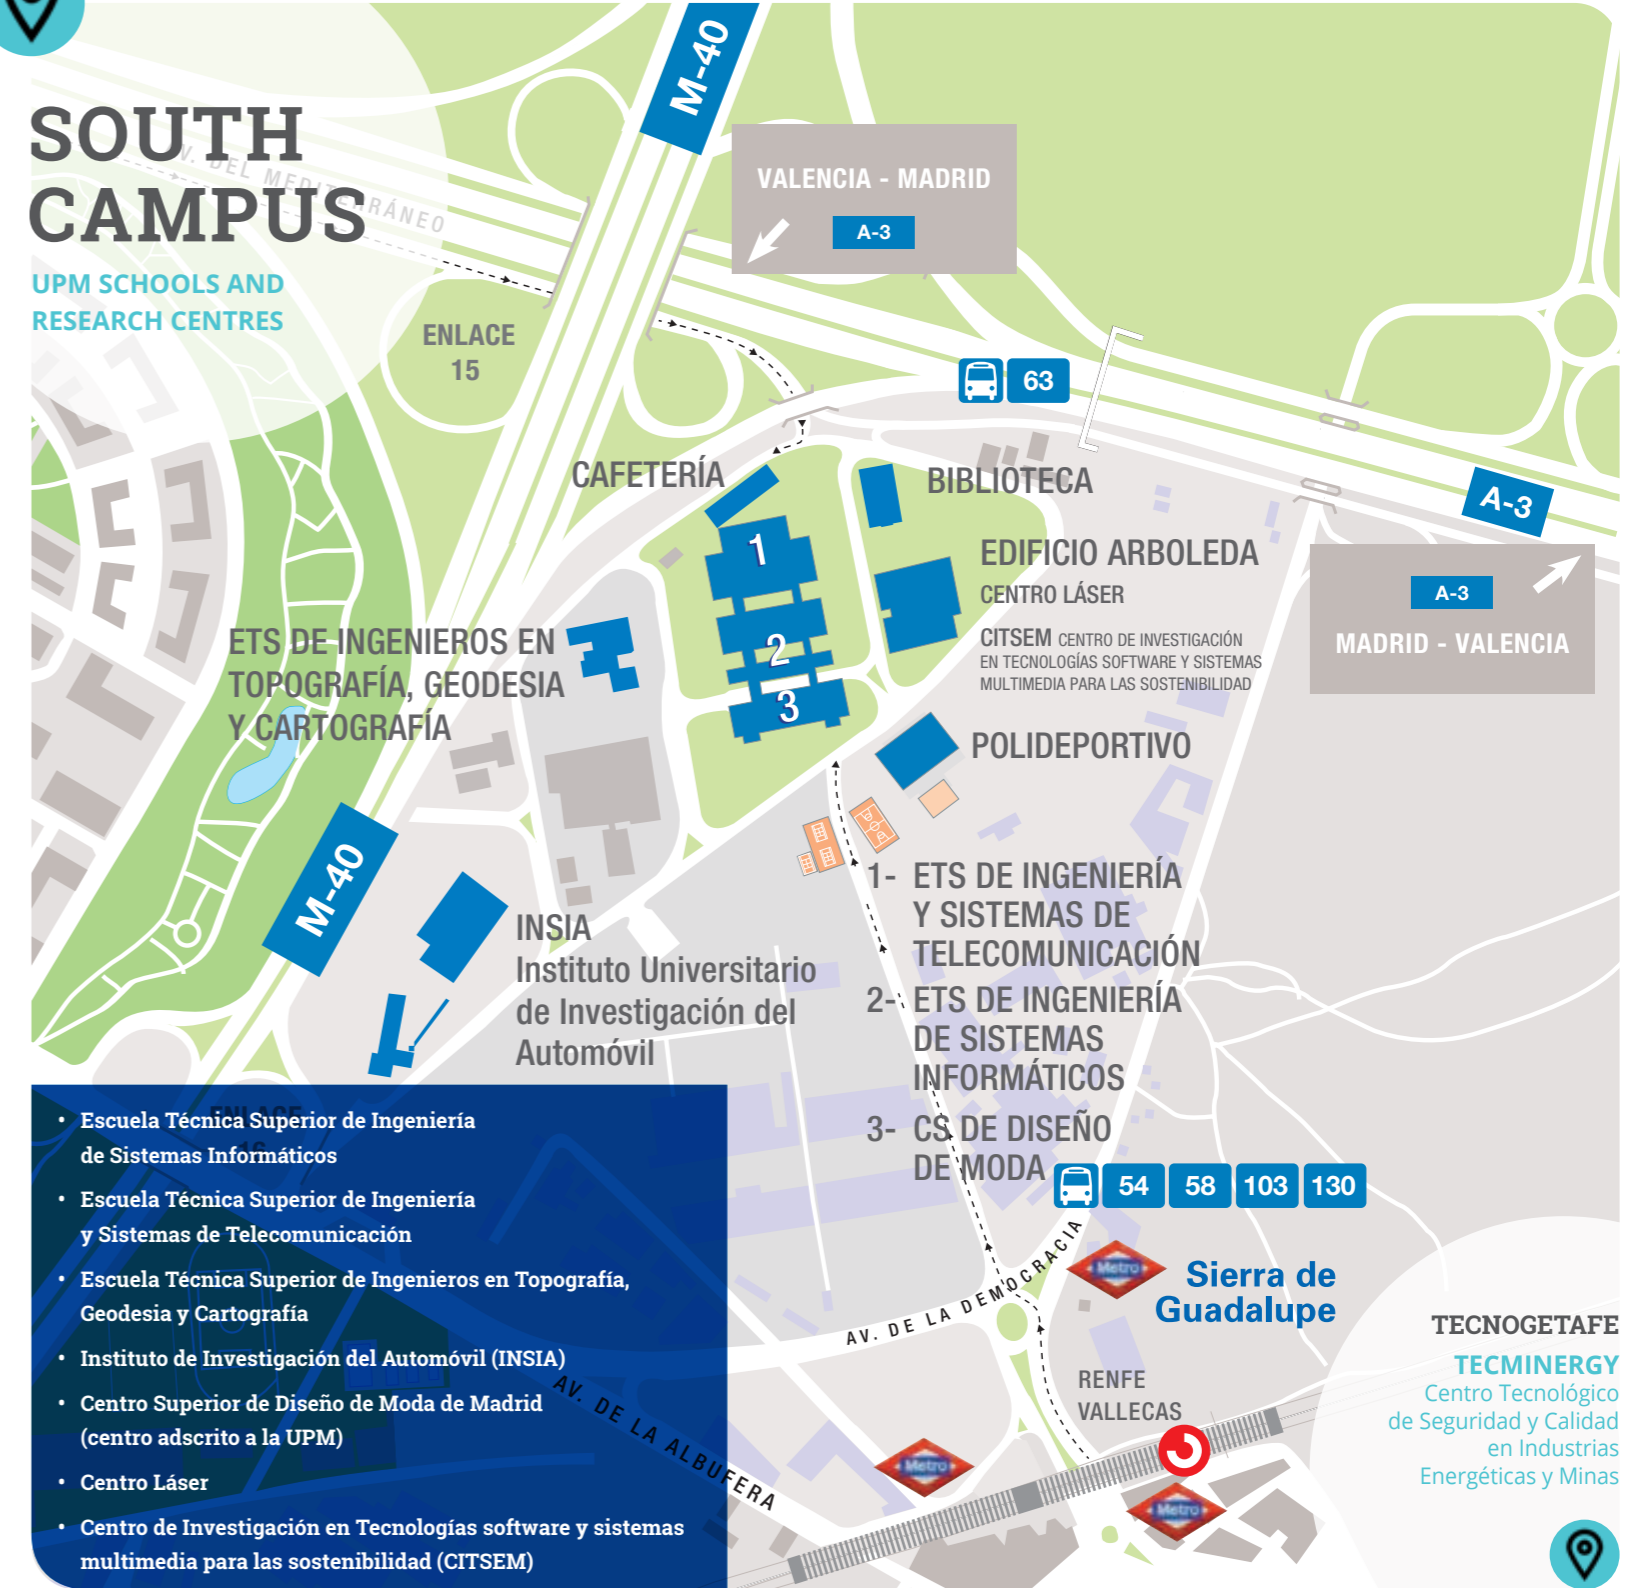 M-40
SOUTH
CAMPUS
AV. DEL MEDITERRÁNEO
UPM SCHOOLS AND
RESEARCH CENTRES
VALENCIA - MADRID
A-3
ENLACE
15
63
CAFETERÍA
BIBLIOTECA
A-3
1
EDIFICIO ARBOLEDA
CENTRO LÁSER
CITSEM CENTRO DE INVESTIGACIÓN
EN TECNOLOGÍAS SOFTWARE Y SISTEMAS
MULTIMEDIA PARA LAS SOSTENIBILIDAD
A-3
MADRID - VALENCIA
ETS DE INGENIEROS EN
TOPOGRAFÍA, GEODESIA
Y CARTOGRAFÍA
2
3
POLIDEPORTIVO
M-40
INSIA
Instituto Universitario
de Investigación del
Automóvil
1- ETS DE INGENIERÍA
Y SISTEMAS DE
TELECOMUNICACIÓN
2- ETS DE INGENIERÍA
DE SISTEMAS
INFORMÁTICOS
3- CS DE DISEÑO
DE MODA
54 58 103 130
ENLACE
16
• Escuela Técnica Superior de Ingeniería
de Sistemas Informáticos
• Escuela Técnica Superior de Ingeniería
y Sistemas de Telecomunicación
• Escuela Técnica Superior de Ingenieros en Topografía,
Geodesia y Cartografía
• Instituto de Investigación del Automóvil (INSIA)
• Centro Superior de Diseño de Moda de Madrid
(centro adscrito a la UPM)
• Centro Láser
• Centro de Investigación en Tecnologías software y sistemas
multimedia para las sostenibilidad (CITSEM)
AV. DE LA DEMOCRACIA
Metro
Sierra de
Guadalupe
AV. DE LA ALBUFERA
RENFE
VALLECAS
Metro
Metro
TECNOGETAFE
TECMINERGY
Centro Tecnológico
de Seguridad y Calidad
en Industrias
Energéticas y Minas